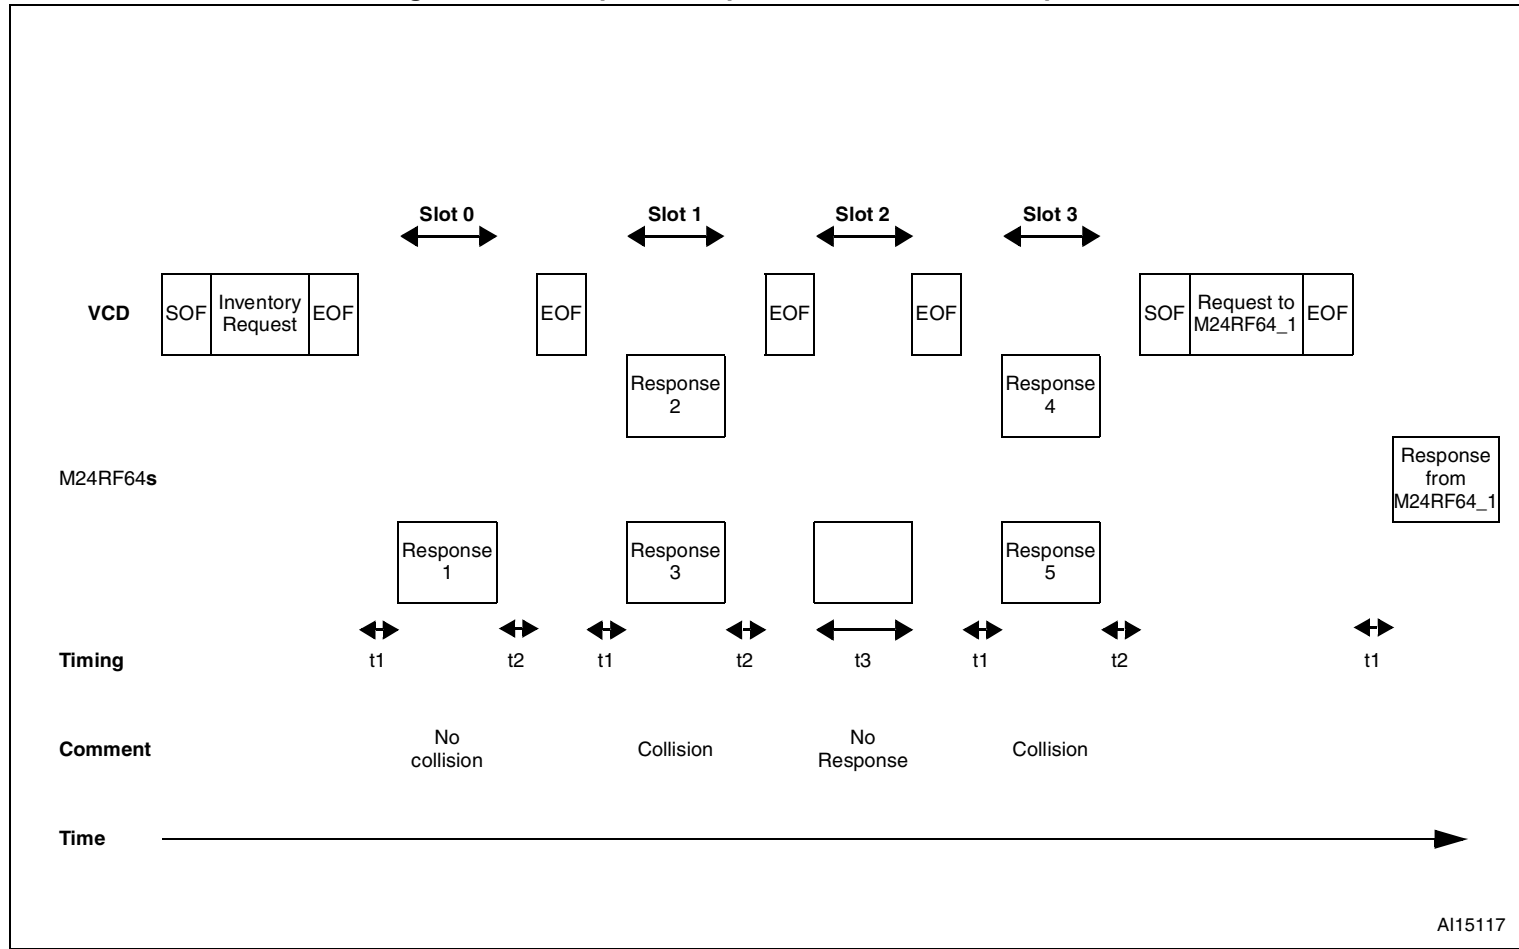 Slot 0 Slot 1 Slot 2 Slot 3
VCD SOF Inventory Request EOF EOF EOF EOF SOF Request to M24RF64_1 EOF
Response 2
Response 4
M24RF64s
Response from M24RF64_1
Response 1
Response 3
Response 5
Timing t1 t2 t1 t2 t3 t1 t2 t1
Comment No collision Collision No Response Collision
Time
AI15117